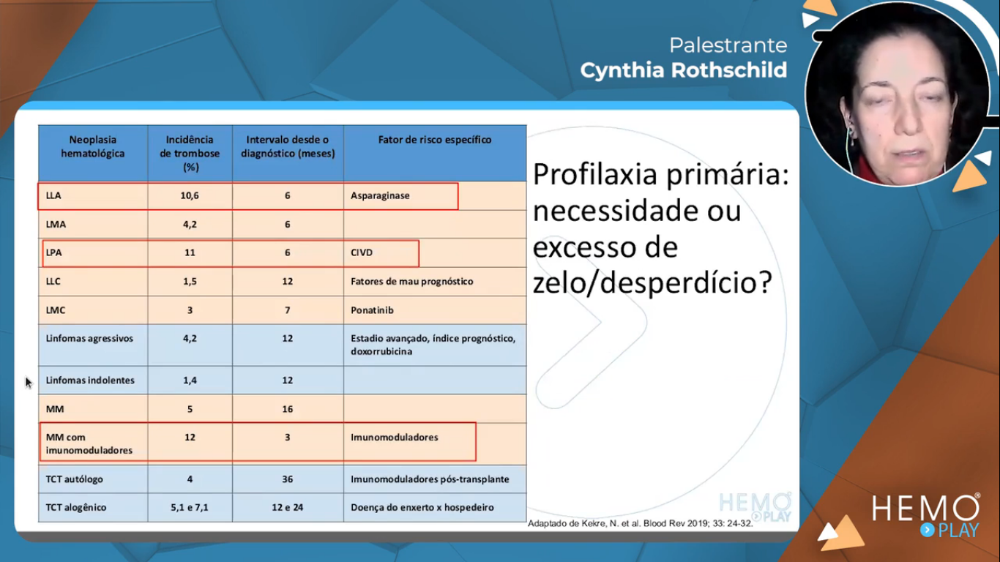 Palestrante
Cynthia Rothschild
Neoplasia hematológica | Incidência de trombose (%) | Intervalo desde o diagnóstico (meses) | Fator de risco específico
LLA | 10,6 | 6 | Asparaginase
LMA | 4,2 | 6 |
LPA | 11 | 6 | CIVD
LLC | 1,5 | 12 | Fatores de mau prognóstico
LMC | 3 | 7 | Ponatinib
Linfomas agressivos | 4,2 | 12 | Estadio avançado, índice prognóstico, doxorrubicina
Linfomas indolentes | 1,4 | 12 |
MM | 5 | 16 |
MM com imunomoduladores | 12 | 3 | Imunomoduladores
TCT autólogo | 4 | 36 | Imunomoduladores pós-transplante
TCT alogênico | 5,1 e 7,1 | 12 e 24 | Doença do enxerto x hospedeiro
Profilaxia primária:
necessidade ou
excesso de
zelo/desperdício?
HEMO
PLAY
Adaptado de Kekre, N. et al. Blood Rev 2019; 33: 24-32.
HEMO®
PLAY